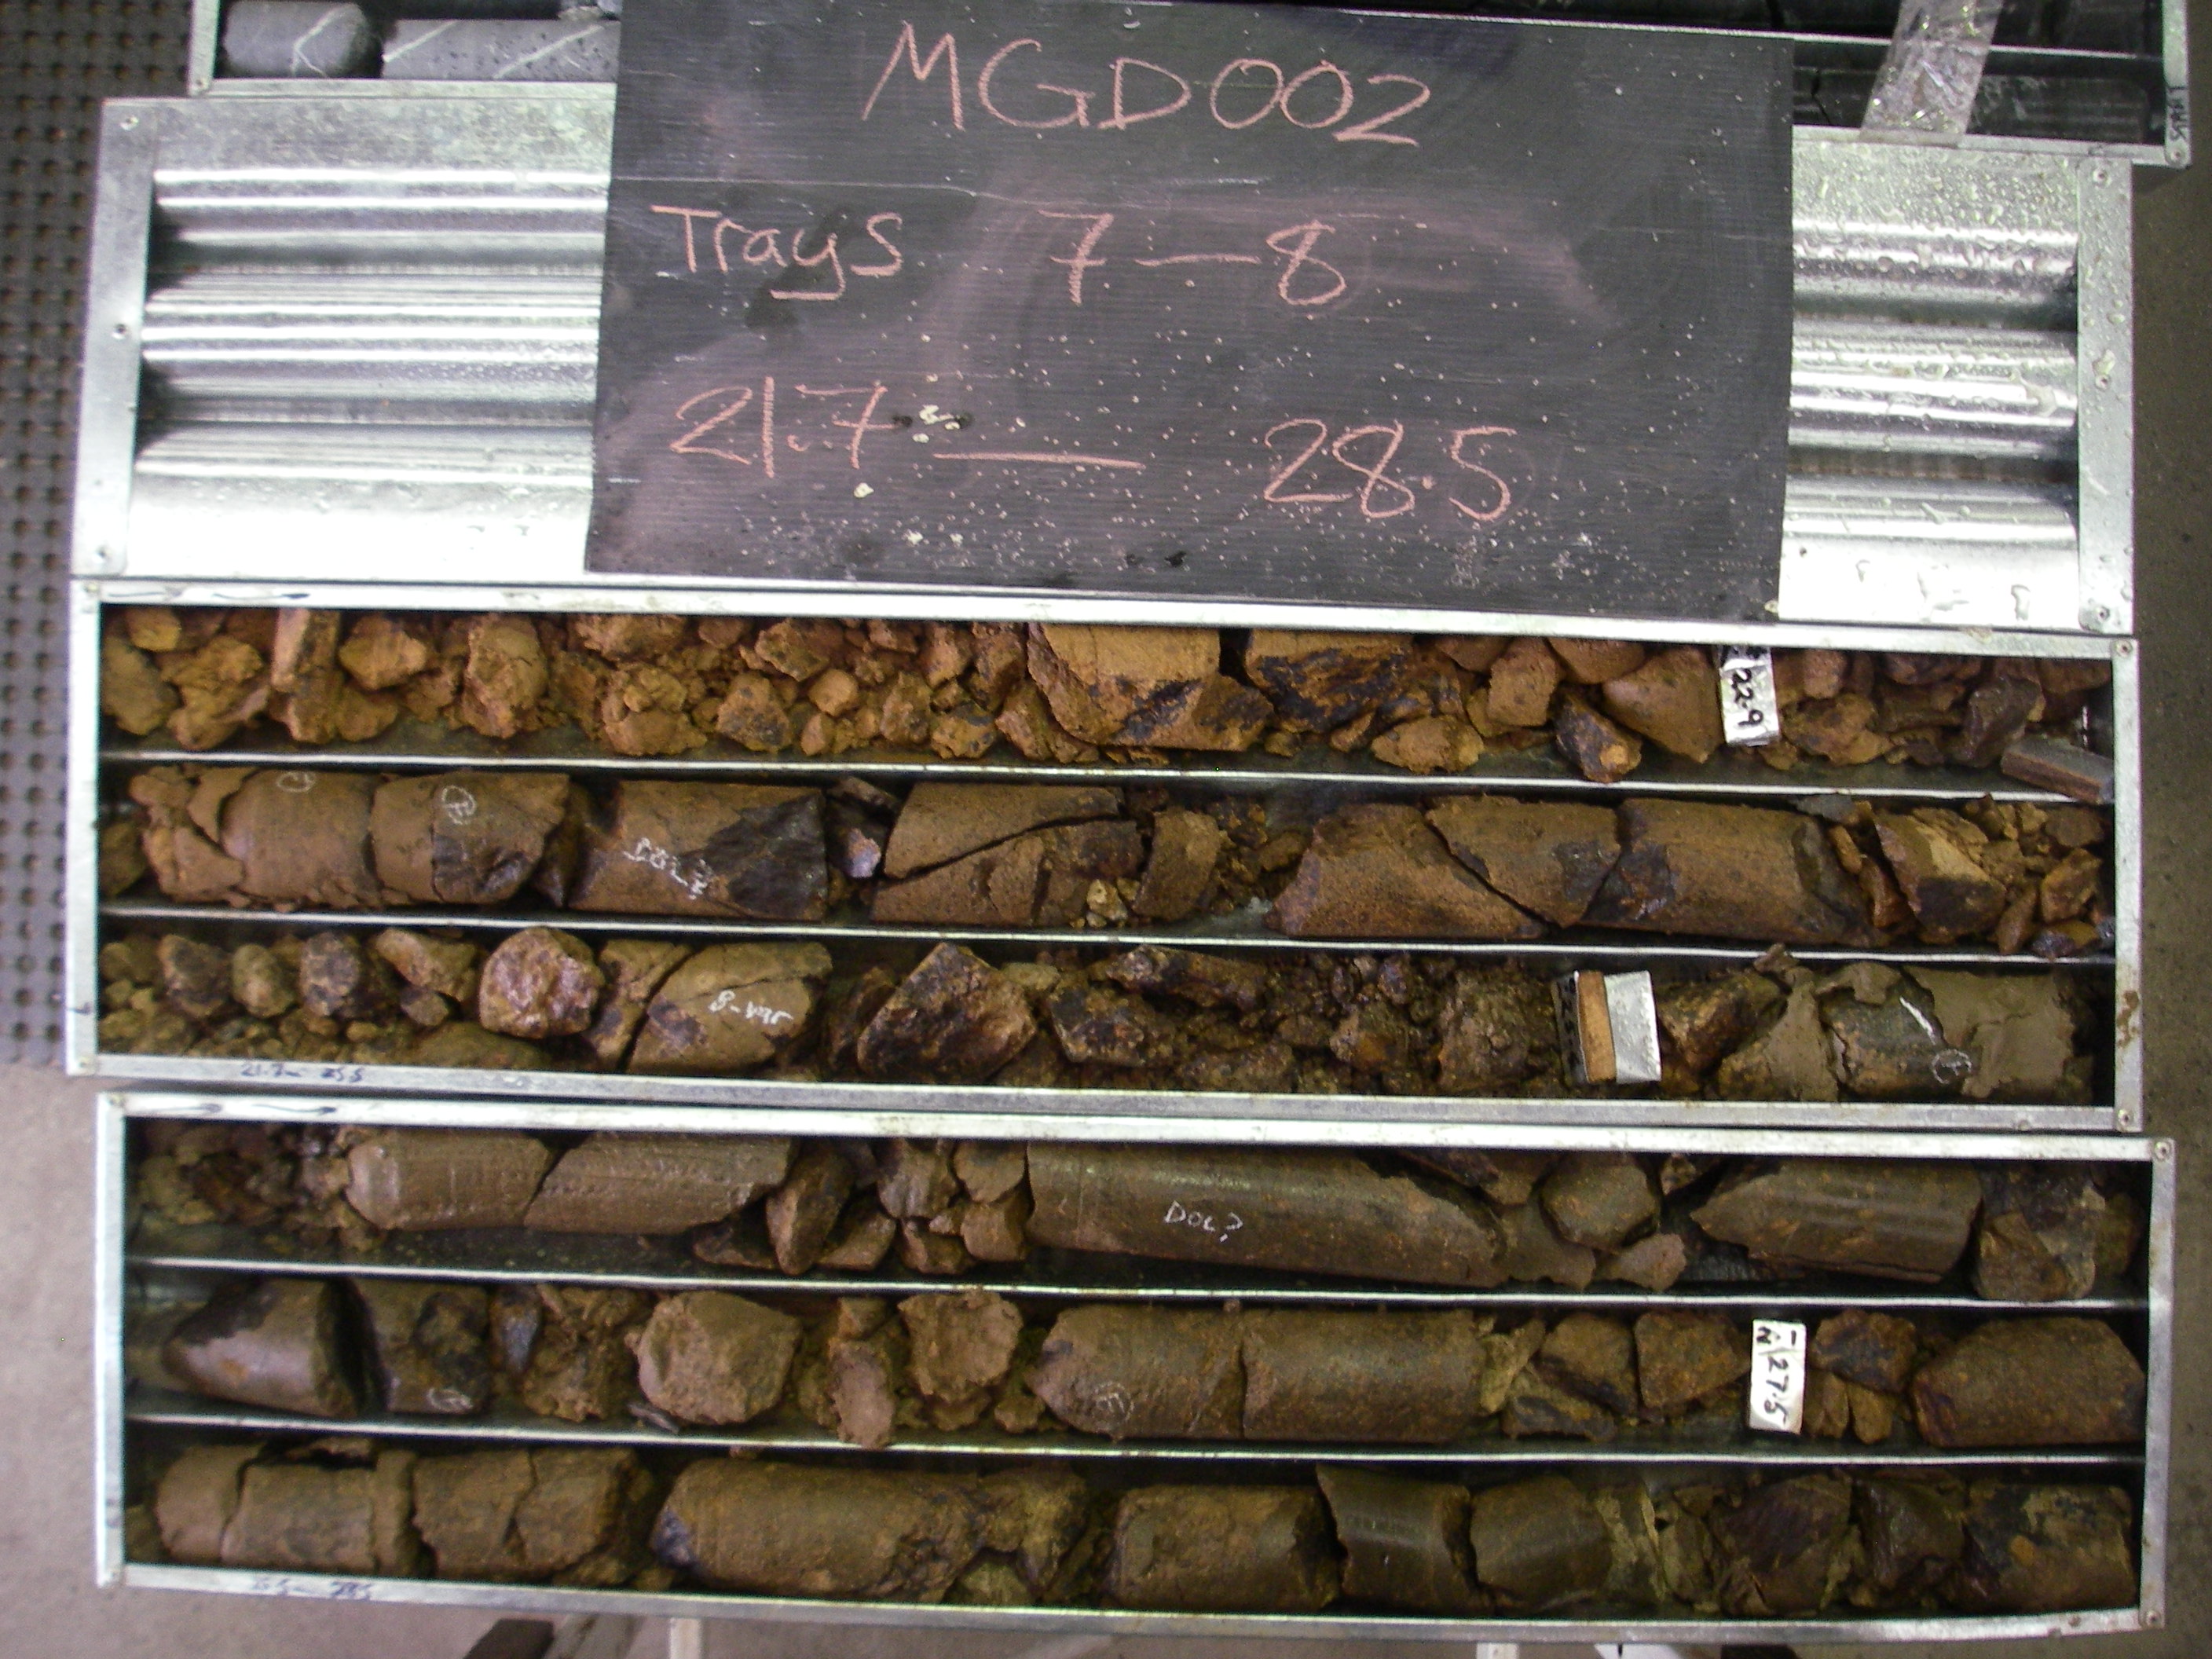 MGD002
Trays 7 — 8
21.7 — 28.5
22.9
DOL?
DOL?
27.5